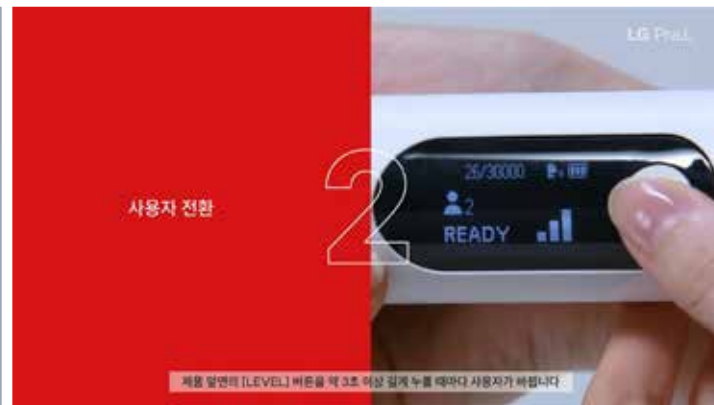 LG Pra.L
사용자 전환
2
26/30000
2
READY
제품 앞면의 [LEVEL] 버튼을 약 3초 이상 길게 누를 때마다 사용자가 바뀝니다